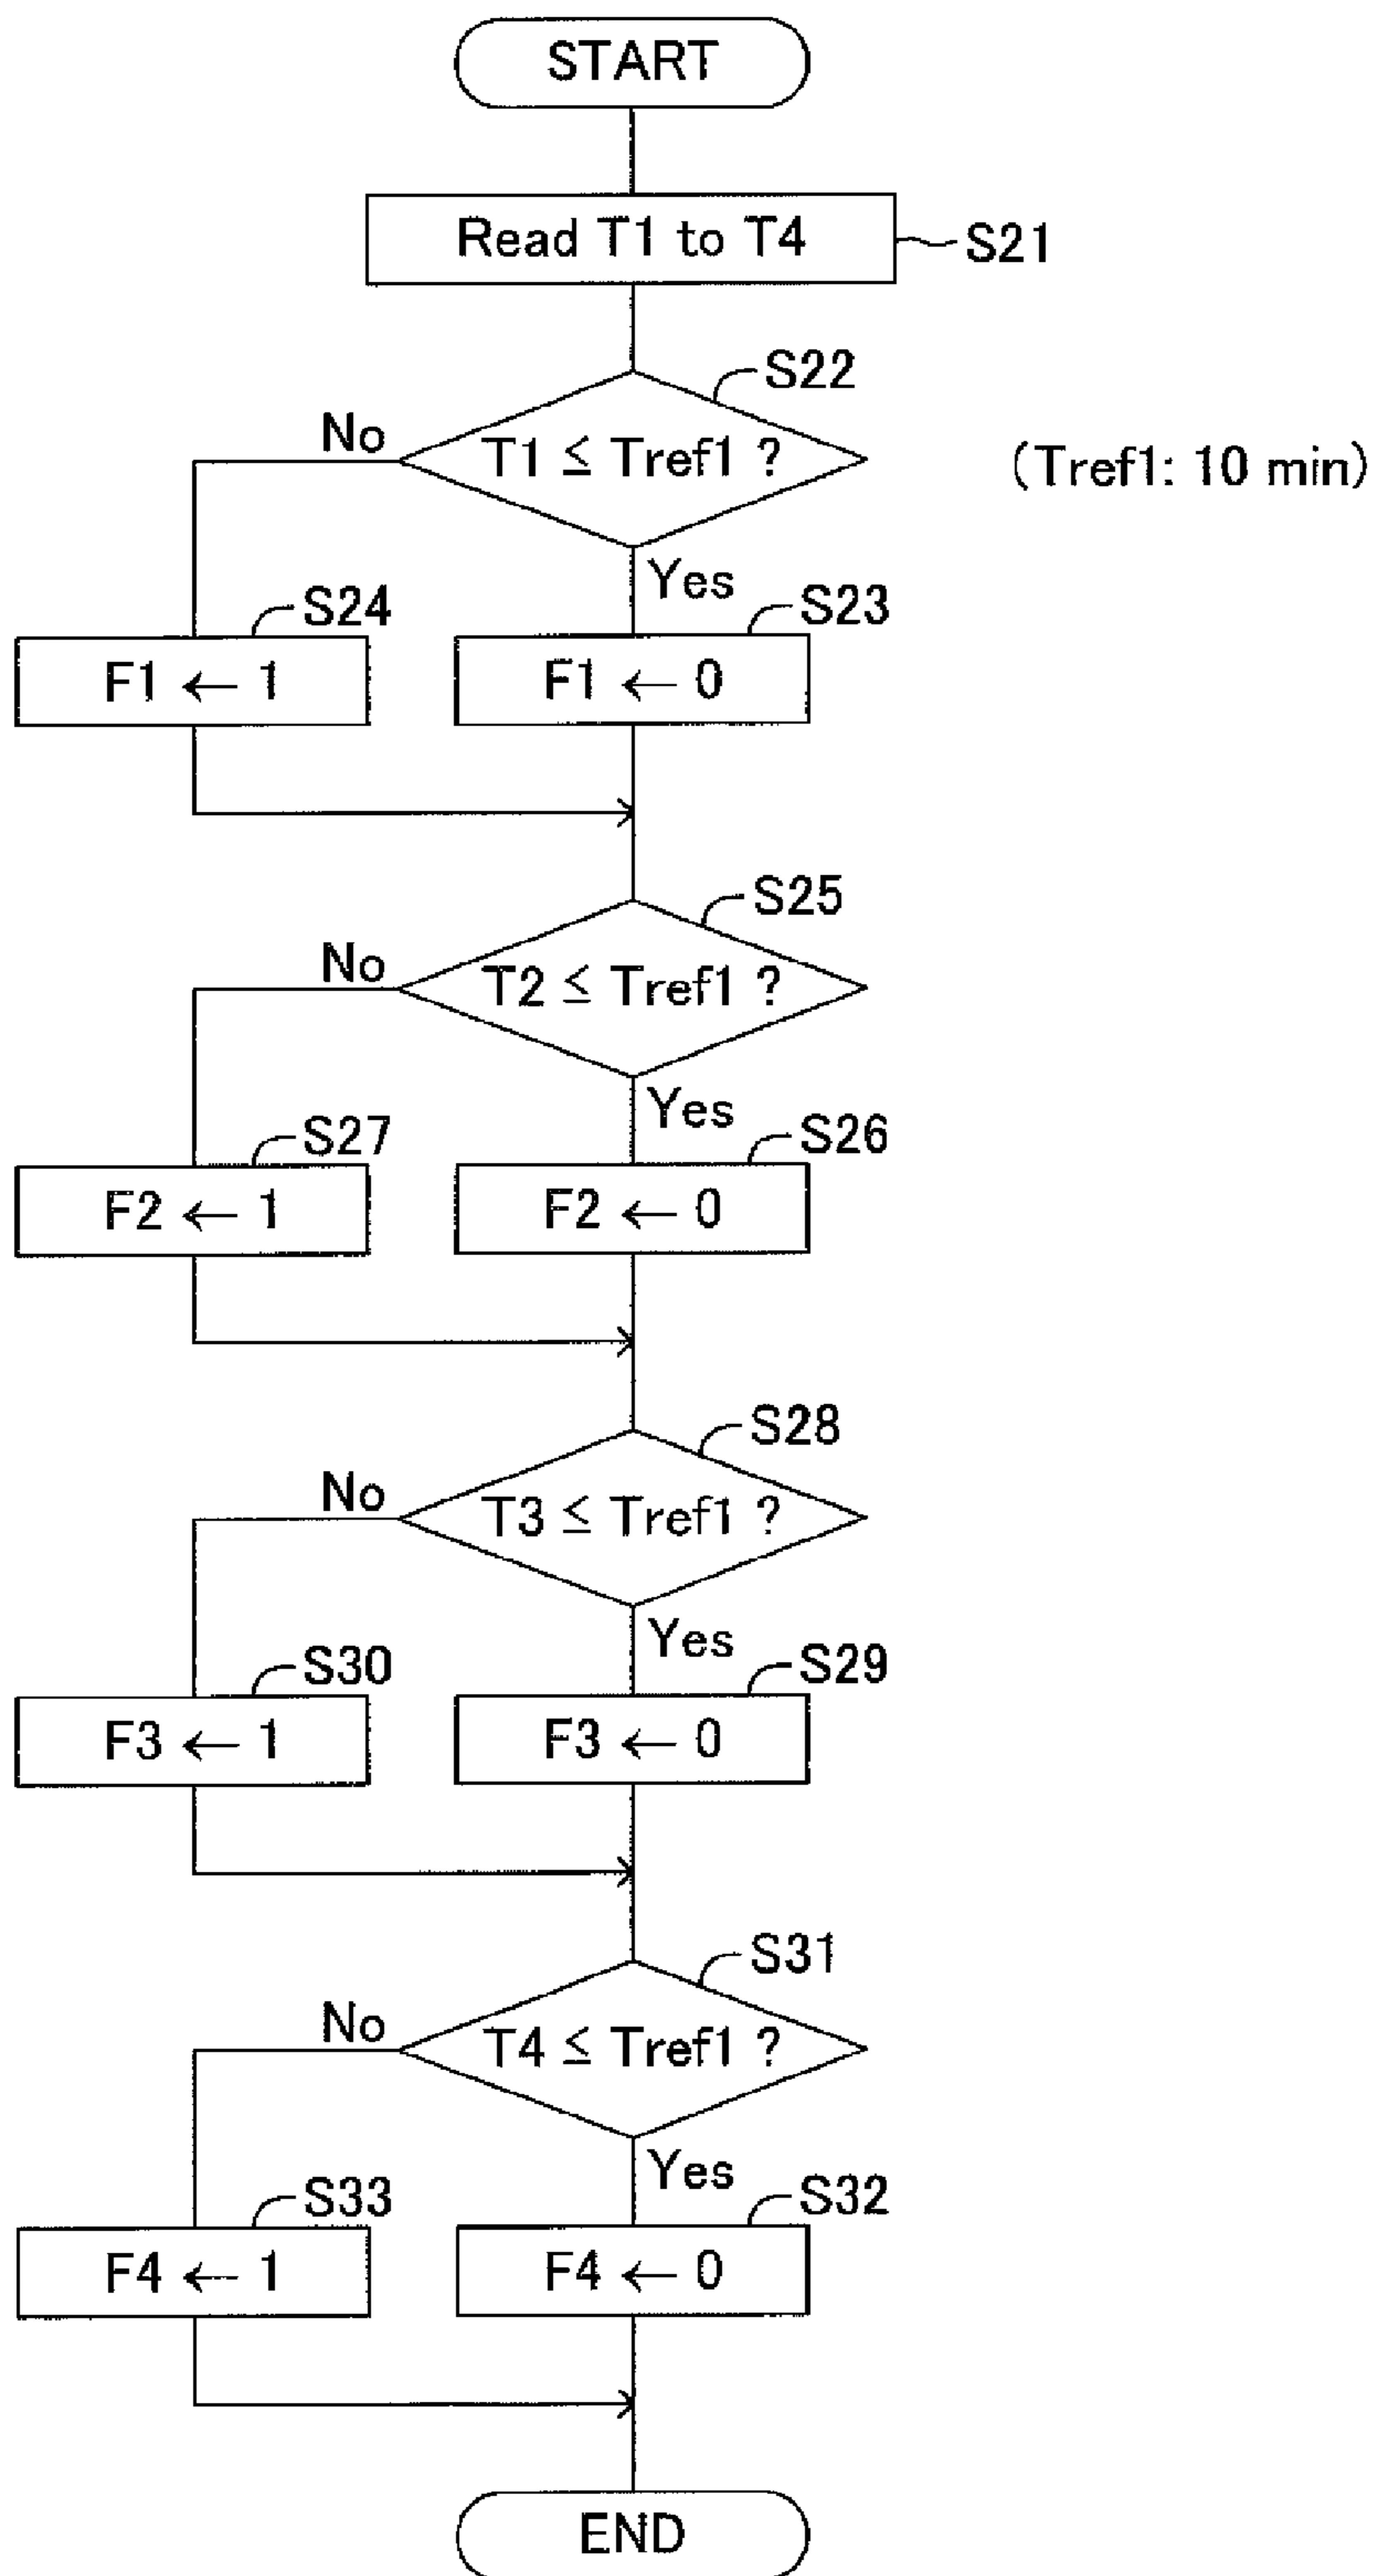 START
Read T1 to T4
S21
S22
No
T1 ≤ Tref1 ?
(Tref1: 10 min)
Yes
S24
S23
F1 ← 1
F1 ← 0
S25
No
T2 ≤ Tref1 ?
Yes
S27
S26
F2 ← 1
F2 ← 0
S28
No
T3 ≤ Tref1 ?
Yes
S30
S29
F3 ← 1
F3 ← 0
S31
No
T4 ≤ Tref1 ?
Yes
S33
S32
F4 ← 1
F4 ← 0
END